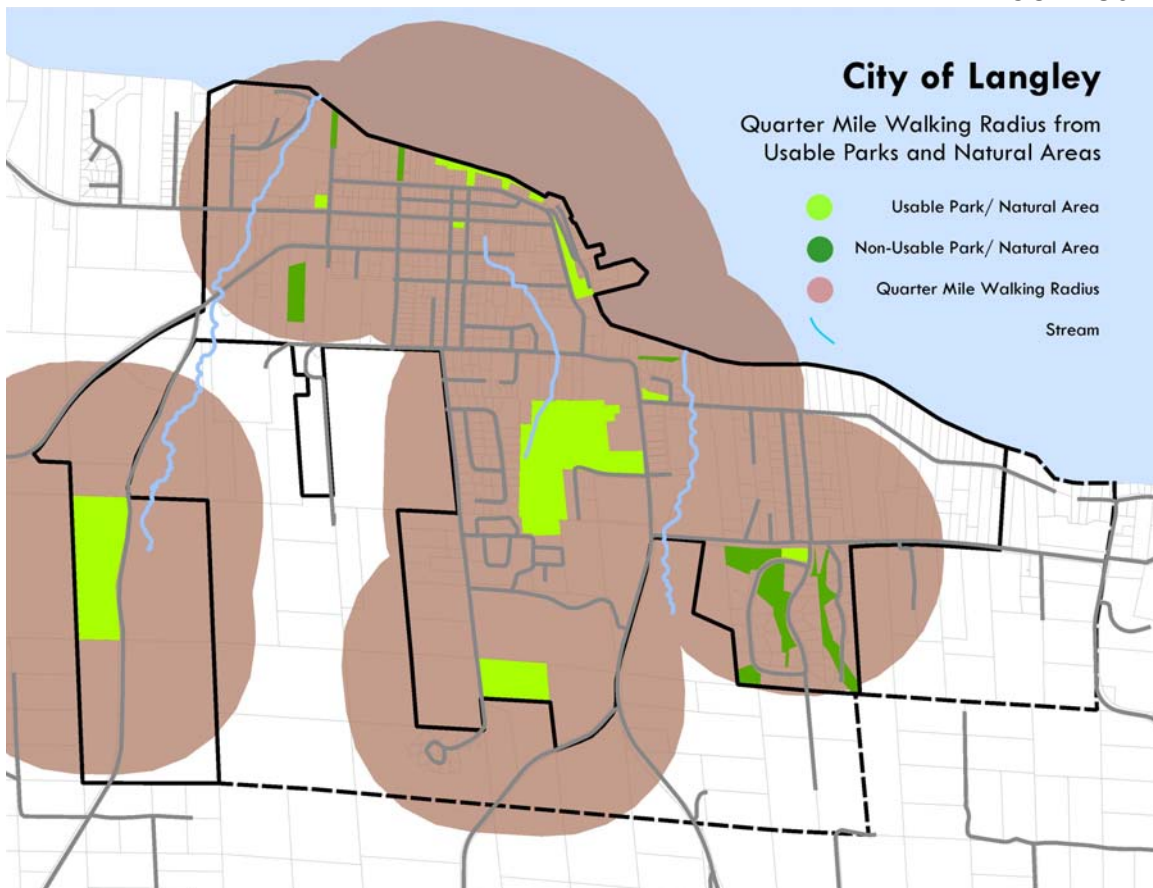 City of Langley
Quarter Mile Walking Radius from
Usable Parks and Natural Areas
Usable Park/ Natural Area
Non-Usable Park/ Natural Area
Quarter Mile Walking Radius
Stream